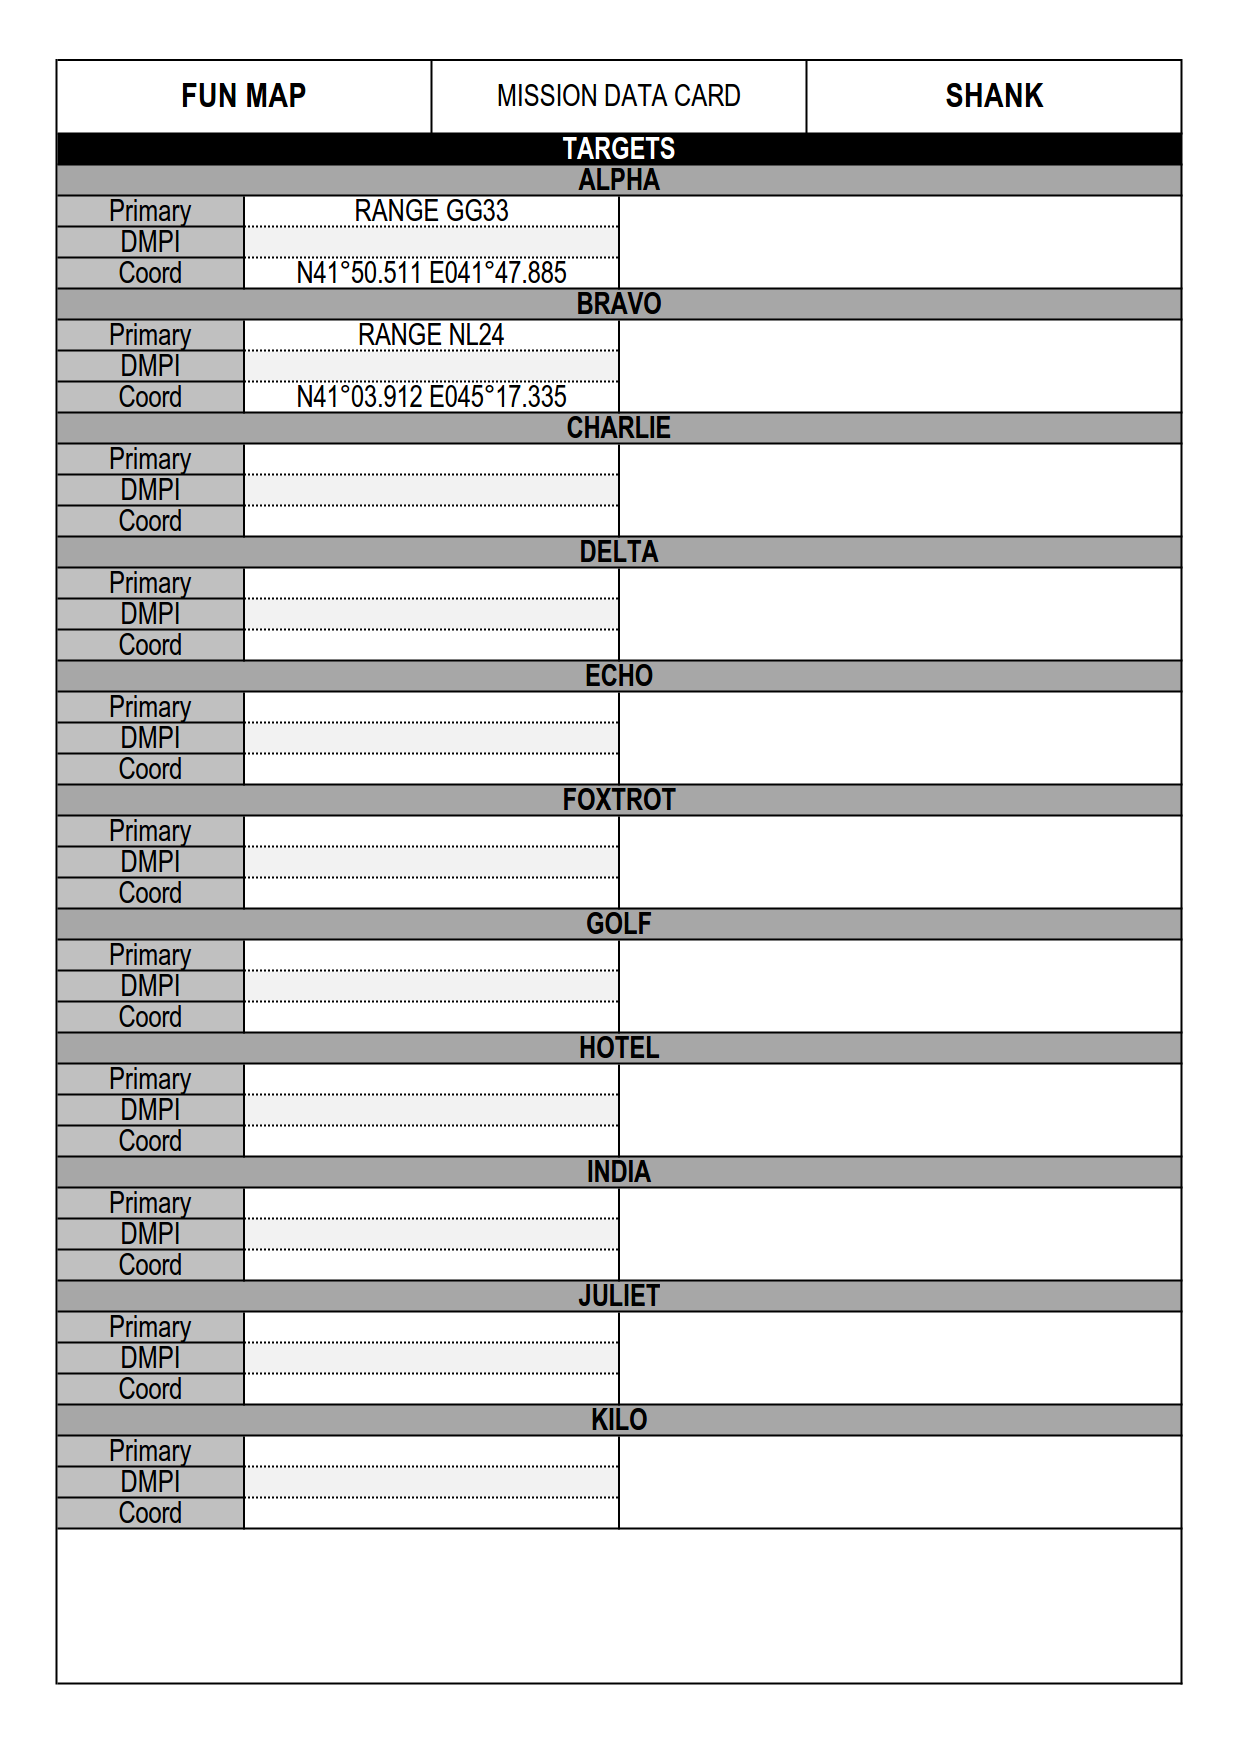 FUN MAP MISSION DATA CARD SHANK
TARGETS
ALPHA
Primary RANGE GG33
DMPI
Coord N41°50.511 E041°47.885
BRAVO
Primary RANGE NL24
DMPI
Coord N41°03.912 E045°17.335
CHARLIE
Primary
DMPI
Coord
DELTA
Primary
DMPI
Coord
ECHO
Primary
DMPI
Coord
FOXTROT
Primary
DMPI
Coord
GOLF
Primary
DMPI
Coord
HOTEL
Primary
DMPI
Coord
INDIA
Primary
DMPI
Coord
JULIET
Primary
DMPI
Coord
KILO
Primary
DMPI
Coord